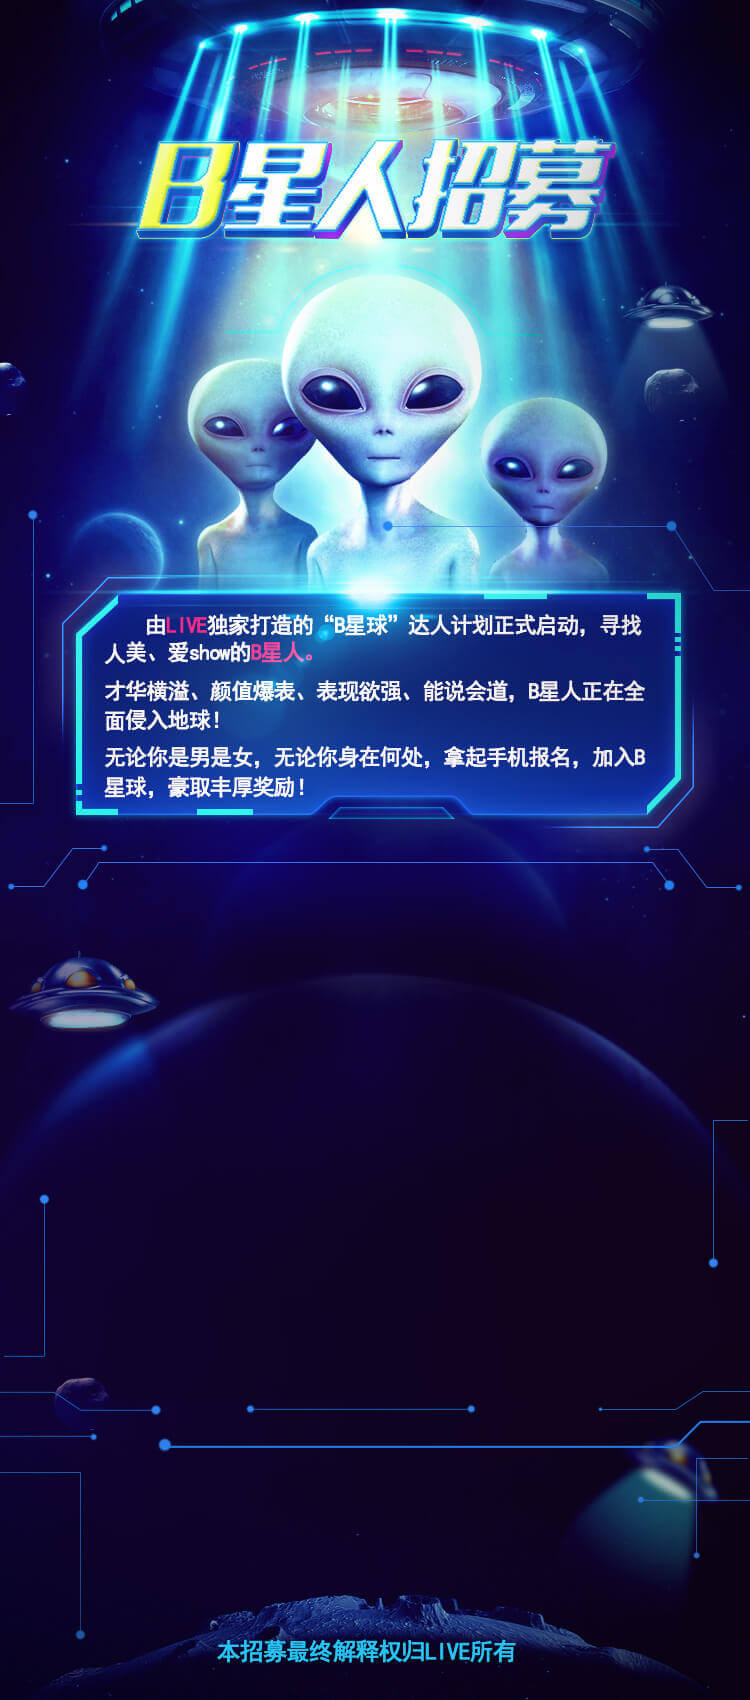 B星人招募
由LIVE独家打造的“B星球”达人计划正式启动，寻找
人美、爱show的B星人。
才华横溢、颜值爆表、表现欲强、能说会道，B星人正在全
面侵入地球！
无论你是男是女，无论你身在何处，拿起手机报名，加入B
星球，豪取丰厚奖励！
本招募最终解释权归LIVE所有